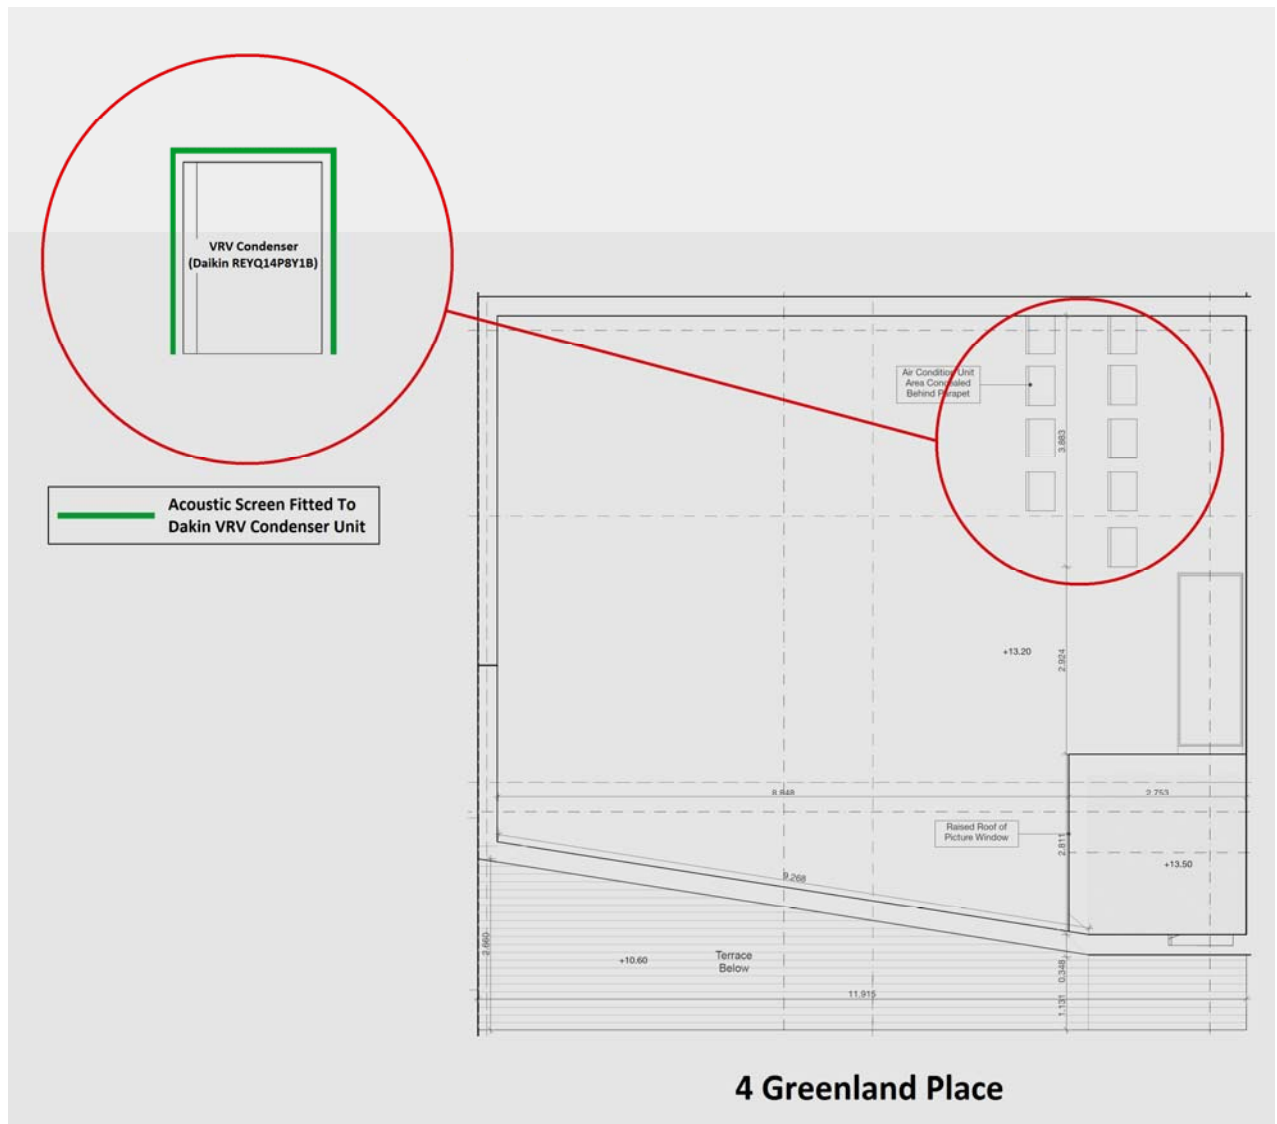 VRV Condenser
(Daikin REYQ14P8Y1B)
Acoustic Screen Fitted To
Dakin VRV Condenser Unit
Air Condition Unit
Area Concealed
Behind Parapet
3.883
+13.20
2.924
8.948
2.753
Raised Roof of
Picture Window
2.811
+13.50
9.268
2.660
+10.60
Terrace
Below
0.348
11.915
1.131
4 Greenland Place